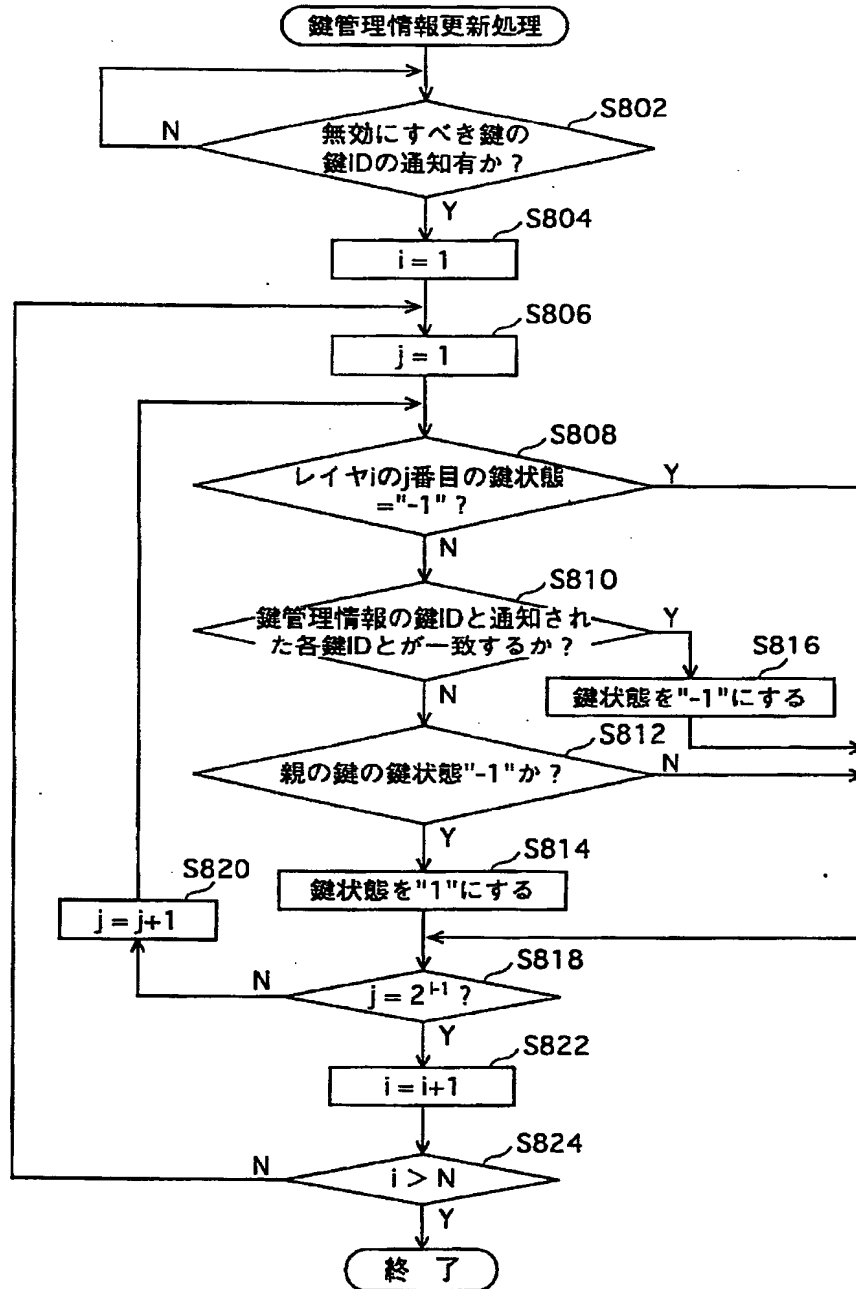 鍵管理情報更新処理
S802
N
無効にすべき鍵の
鍵IDの通知有か？
Y
S804
i = 1
S806
j = 1
S808
レイヤiのj番目の鍵状態
="-1"？
Y
N
S810
鍵管理情報の鍵IDと通知され
た各鍵IDとが一致するか？
Y
S816
鍵状態を"-1"にする
N
S812
親の鍵の鍵状態"-1"か？
N
Y
S814
鍵状態を"1"にする
S820
j = j+1
S818
N
j = 2^{i-1}？
Y
S822
i = i+1
S824
N
i > N
Y
終 了